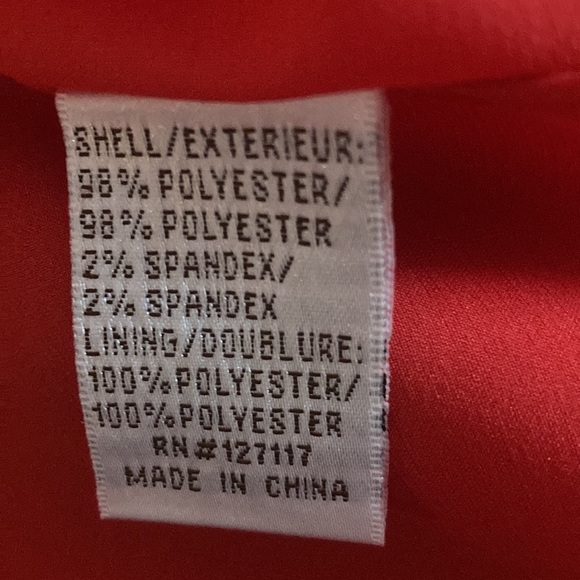 SHELL/EXTERIEUR:
98% POLYESTER/
98% POLYESTER
2% SPANDEX/
2% SPANDEX
LINING/DOUBLURE:
100% POLYESTER/
100% POLYESTER
RN#127117
MADE IN CHINA